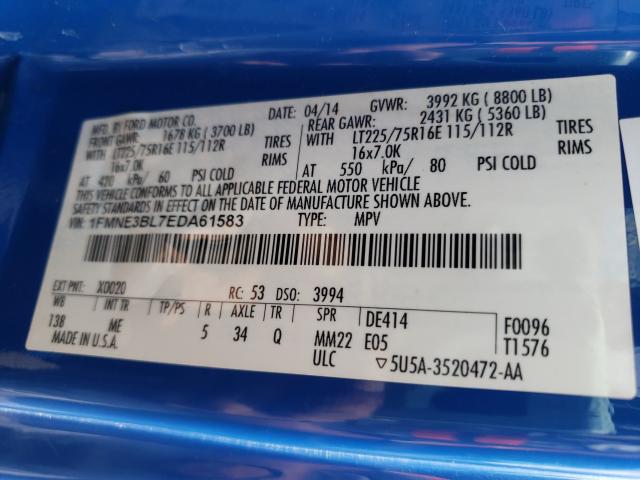 MFD. BY FORD MOTOR CO. DATE: 04/14 GVWR: 3992 KG ( 8800 LB)
FRONT GAWR: 1678 KG ( 3700 LB) REAR GAWR: 2431 KG ( 5360 LB)
WITH LT225/75R16E 115/112R TIRES WITH LT225/75R16E 115/112R TIRES
16x7.0K RIMS 16x7.0K RIMS
AT 420 kPa/ 60 PSI COLD AT 550 kPa/ 80 PSI COLD
THIS VEHICLE CONFORMS TO ALL APPLICABLE FEDERAL MOTOR VEHICLE
SAFETY STANDARDS IN EFFECT ON THE DATE OF MANUFACTURE SHOWN ABOVE.
VIN: 1FMNE3BL7EDA61583 TYPE: MPV
EXT PNT: XO020 RC: 53 DSO: 3994
WB INT TR TP/PS R AXLE TR SPR DE414 F0096
138 ME 5 34 Q MM22 E05 T1576
MADE IN U.S.A. ULC ▽5U5A-3520472-AA